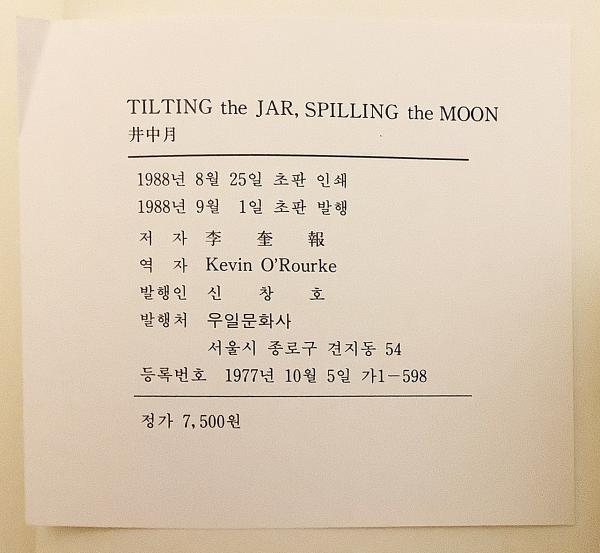 TILTING the JAR, SPILLING the MOON
井中月
1988년 8월 25일 초판 인쇄
1988년 9월 1일 초판 발행
저 자 李 奎 報
역 자 Kevin O'Rourke
발행인 신 창 호
발행처 우일문화사
서울시 종로구 견지동 54
등록번호 1977년 10월 5일 가1-598
정가 7,500원